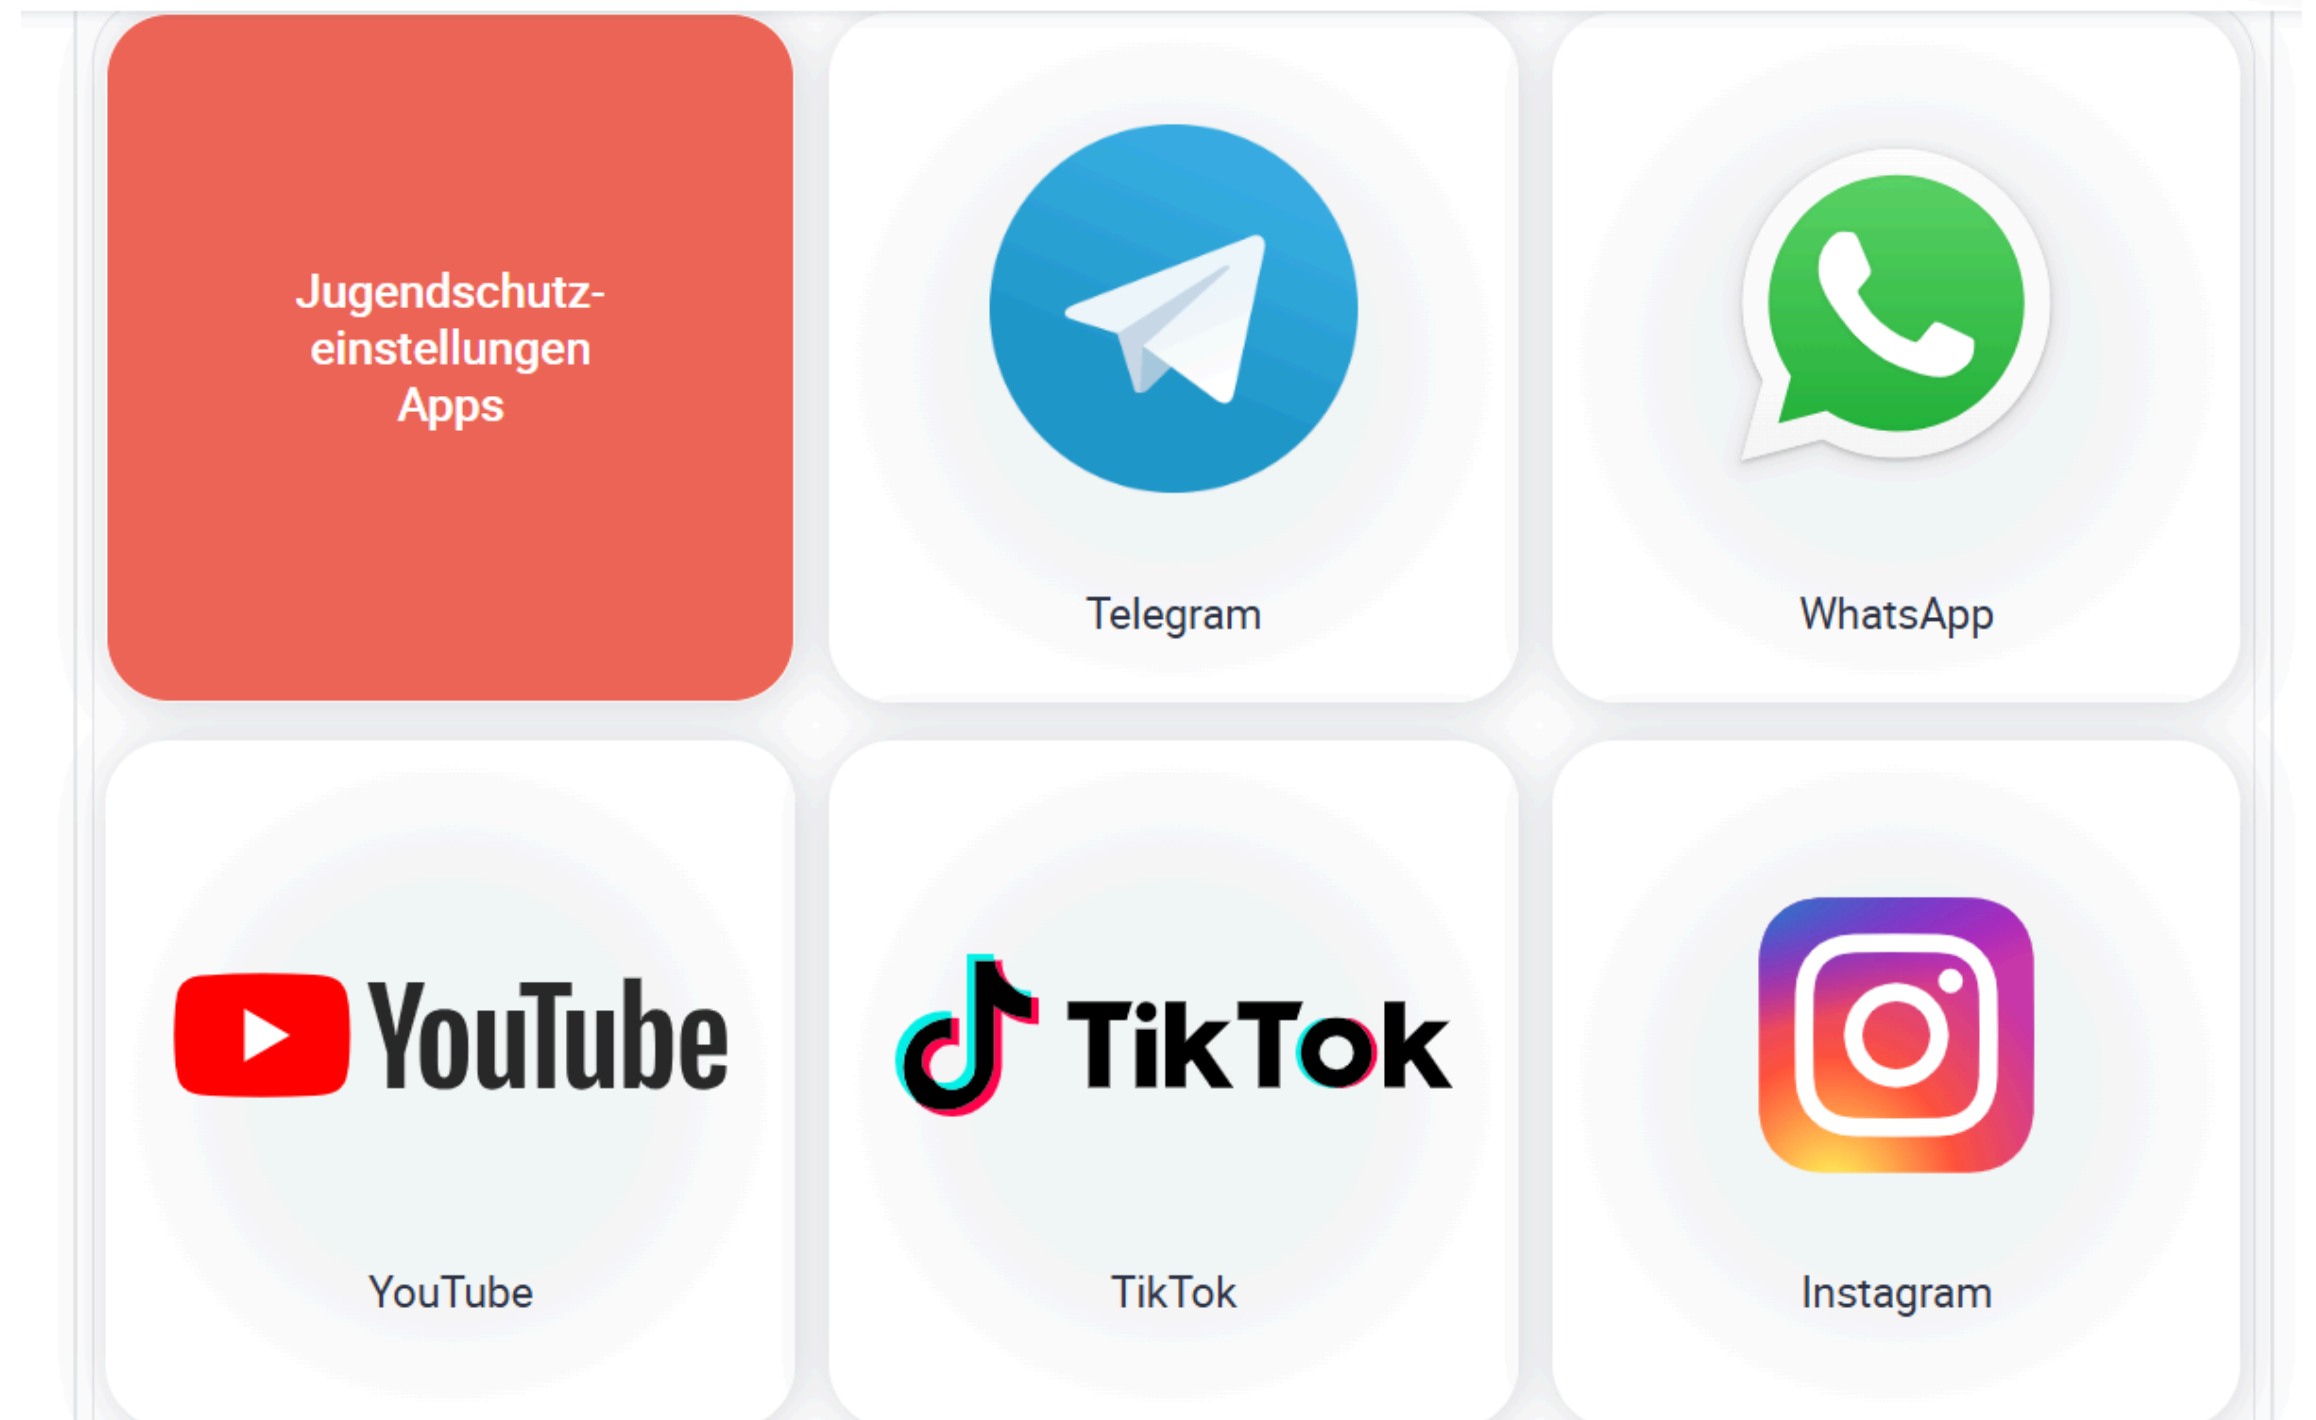 Jugendschutz-
einstellungen
Apps
Telegram
WhatsApp
YouTube
YouTube
TikTok
TikTok
Instagram